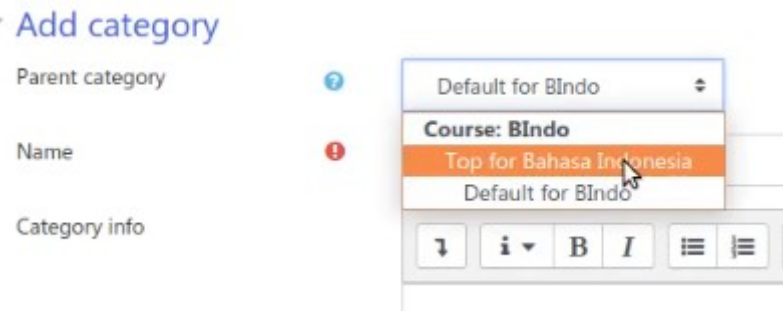 Add category
Parent category
Default for BIndo
Course: BIndo
Top for Bahasa Indonesia
Default for BIndo
Name
Category info
i
B
I